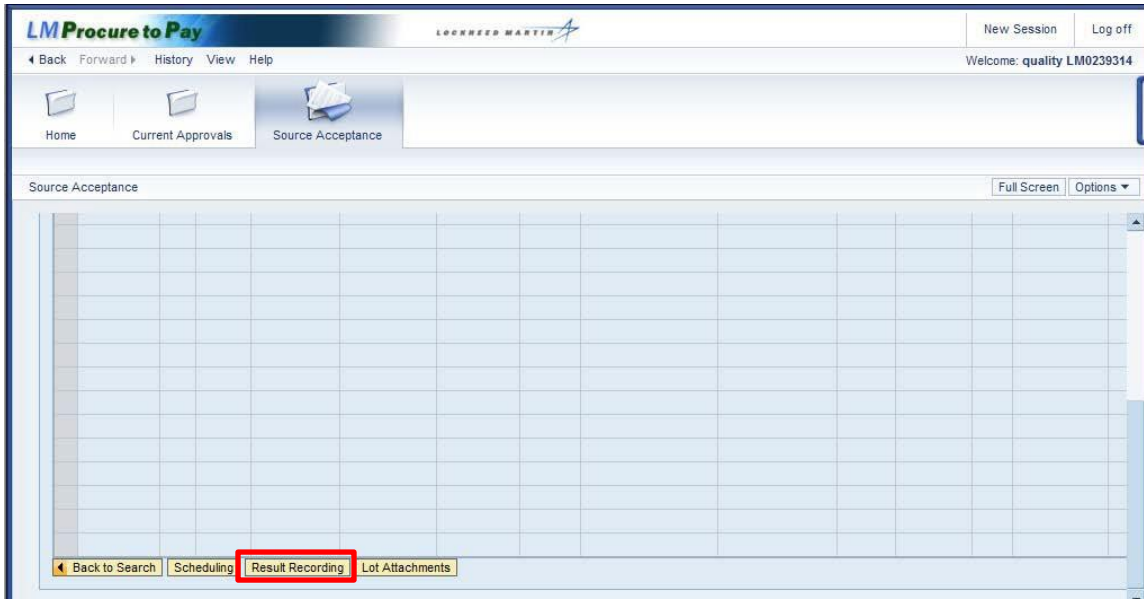 LM Procure to Pay LOCKHEED MARTIN New Session Log off
Back Forward History View Help Welcome: quality LM0239314
Home Current Approvals Source Acceptance
Source Acceptance Full Screen Options
Back to Search Scheduling Result Recording Lot Attachments